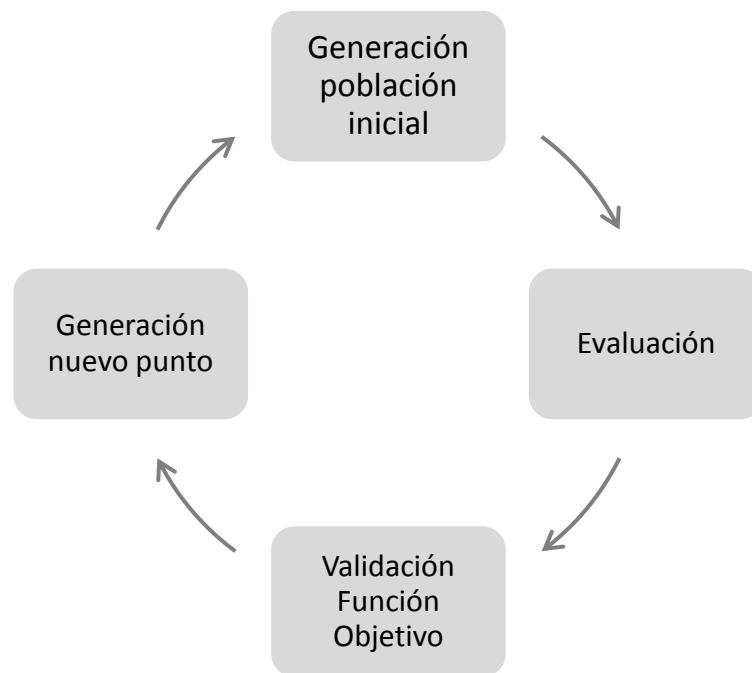 Generación
población
inicial
Evaluación
Validación
Función
Objetivo
Generación
nuevo punto